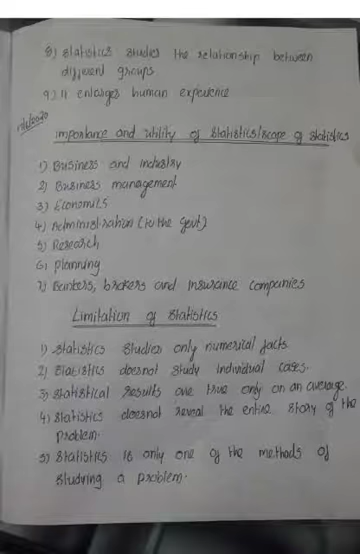 8) Statistics studies the relationship between
different groups
9) It enlarges human experience
Importance and utility of Statistics/scope of statistics
1) Business and industry
2) Business management
3) Economics
4) Administration (to the govt)
5) Research
6) planning
7) Bankers, brokers and insurance companies
Limitation of Statistics
1) Statistics studies only numerical facts.
2) Statistics doesnot study individual cases.
3) Statistical results are true only on an average.
4) Statistics doesnot reveal the entire story of the
problem.
5) Statistics is only one of the methods of
studying a problem.